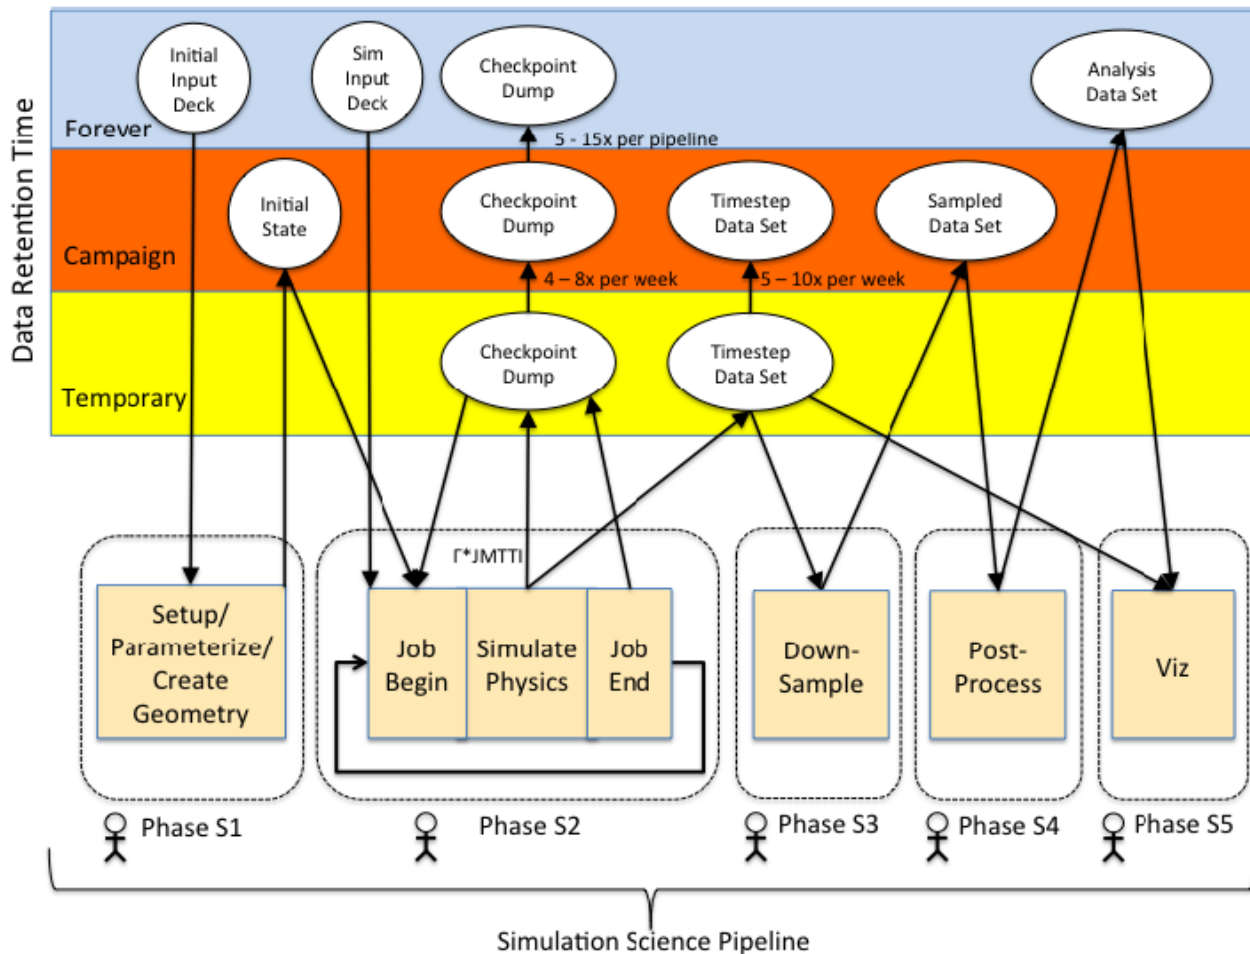 Data Retention Time
Initial
Input
Deck
Sim
Input
Deck
Checkpoint
Dump
Analysis
Data Set
Forever
5 - 15x per pipeline
Initial
State
Checkpoint
Dump
Timestep
Data Set
Sampled
Data Set
Campaign
4 – 8x per week
5 – 10x per week
Checkpoint
Dump
Timestep
Data Set
Temporary
Γ*JMTTI
Setup/
Parameterize/
Create
Geometry
Job
Begin
Simulate
Physics
Job
End
Down-
Sample
Post-
Process
Viz
Phase S1
Phase S2
Phase S3
Phase S4
Phase S5
Simulation Science Pipeline